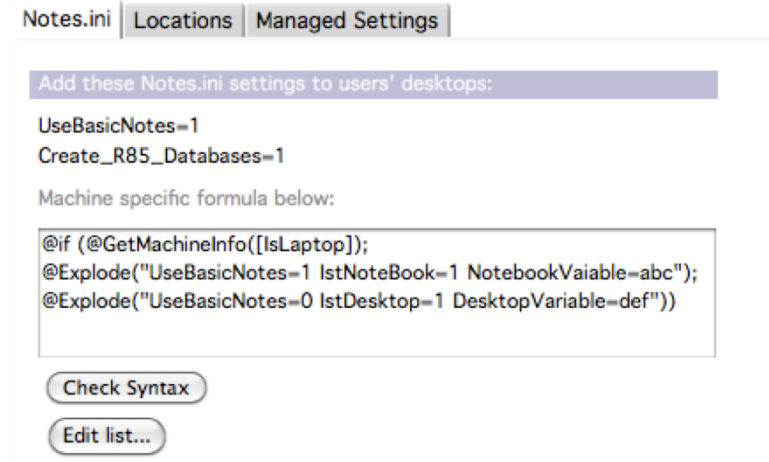 Notes.ini Locations Managed Settings
Add these Notes.ini settings to users' desktops:
UseBasicNotes=1
Create_R85_Databases=1
Machine specific formula below:
@if (@GetMachineInfo([IsLaptop]);
@Explode("UseBasicNotes=1 IstNoteBook=1 NotebookVaiable=abc");
@Explode("UseBasicNotes=0 IstDesktop=1 DesktopVariable=def"))
Check Syntax
Edit list...